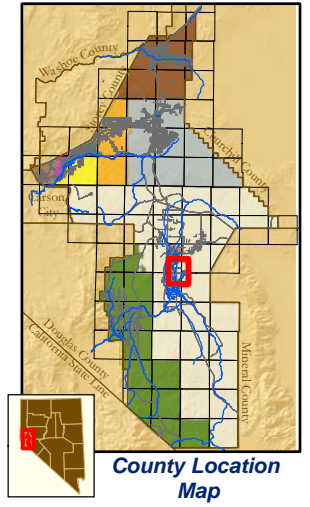 Washoe County
Storey County
Churchill County
Carson
City
Douglas County
California State Line
Mineral County
County Location
Map